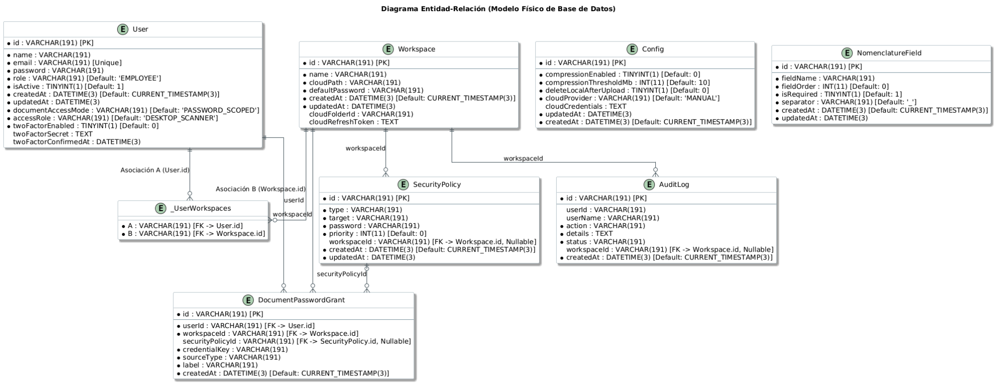 Diagrama Entidad-Relación (Modelo Físico de Base de Datos)
E User
id : VARCHAR(191) [PK]
name : VARCHAR(191)
email : VARCHAR(191) [Unique]
password : VARCHAR(191)
role : VARCHAR(191) [Default: 'EMPLOYEE']
isActive : TINYINT(1) [Default: 1]
createdAt : DATETIME(3) [Default: CURRENT_TIMESTAMP(3)]
updatedAt : DATETIME(3)
documentAccessMode : VARCHAR(191) [Default: 'PASSWORD_SCOPED']
accessRole : VARCHAR(191) [Default: 'DESKTOP_SCANNER']
twoFactorEnabled : TINYINT(1) [Default: 0]
twoFactorSecret : TEXT
twoFactorConfirmedAt : DATETIME(3)
E Workspace
id : VARCHAR(191) [PK]
name : VARCHAR(191)
cloudPath : VARCHAR(191)
defaultPassword : VARCHAR(191)
createdAt : DATETIME(3) [Default: CURRENT_TIMESTAMP(3)]
updatedAt : DATETIME(3)
cloudFolderId : VARCHAR(191)
cloudRefreshToken : TEXT
E Config
id : VARCHAR(191) [PK]
compressionEnabled : TINYINT(1) [Default: 0]
compressionThresholdMb : INT(11) [Default: 10]
deleteLocalAfterUpload : TINYINT(1) [Default: 0]
cloudProvider : VARCHAR(191) [Default: 'MANUAL']
cloudCredentials : TEXT
updatedAt : DATETIME(3)
createdAt : DATETIME(3) [Default: CURRENT_TIMESTAMP(3)]
E NomenclatureField
id : VARCHAR(191) [PK]
fieldName : VARCHAR(191)
fieldOrder : INT(11) [Default: 0]
isRequired : TINYINT(1) [Default: 1]
separator : VARCHAR(191) [Default: '_']
createdAt : DATETIME(3) [Default: CURRENT_TIMESTAMP(3)]
updatedAt : DATETIME(3)
workspaceId
workspaceId
Asociación A (User.id)
Asociación B (Workspace.id)
userId
workspaceId
E _UserWorkspaces
A : VARCHAR(191) [FK -> User.id]
B : VARCHAR(191) [FK -> Workspace.id]
E SecurityPolicy
id : VARCHAR(191) [PK]
type : VARCHAR(191)
target : VARCHAR(191)
password : VARCHAR(191)
priority : INT(11) [Default: 0]
workspaceId : VARCHAR(191) [FK -> Workspace.id, Nullable]
createdAt : DATETIME(3) [Default: CURRENT_TIMESTAMP(3)]
updatedAt : DATETIME(3)
E AuditLog
id : VARCHAR(191) [PK]
userId : VARCHAR(191)
userName : VARCHAR(191)
action : VARCHAR(191)
details : TEXT
status : VARCHAR(191)
workspaceId : VARCHAR(191) [FK -> Workspace.id, Nullable]
createdAt : DATETIME(3) [Default: CURRENT_TIMESTAMP(3)]
securityPolicyId
E DocumentPasswordGrant
id : VARCHAR(191) [PK]
userId : VARCHAR(191) [FK -> User.id]
workspaceId : VARCHAR(191) [FK -> Workspace.id]
securityPolicyId : VARCHAR(191) [FK -> SecurityPolicy.id, Nullable]
credentialKey : VARCHAR(191)
sourceType : VARCHAR(191)
label : VARCHAR(191)
createdAt : DATETIME(3) [Default: CURRENT_TIMESTAMP(3)]